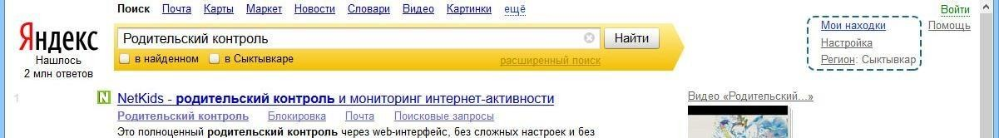 Поиск Почта Карты Маркет Новости Словари Видео Картинки ещё
Войти
Яндекс
Родительский контроль
Найти
Мои находки
Помощь
Нашлось
2 млн ответов
в найденном в Сыктывкаре расширенный поиск
Настройка
Регион: Сыктывкар
1 N NetKids - родительский контроль и мониторинг интернет-активности
Видео «Родительский...»
Родительский контроль Блокировка Почта Поисковые запросы
Это полноценный родительский контроль через web-интерфейс, без сложных настроек и без